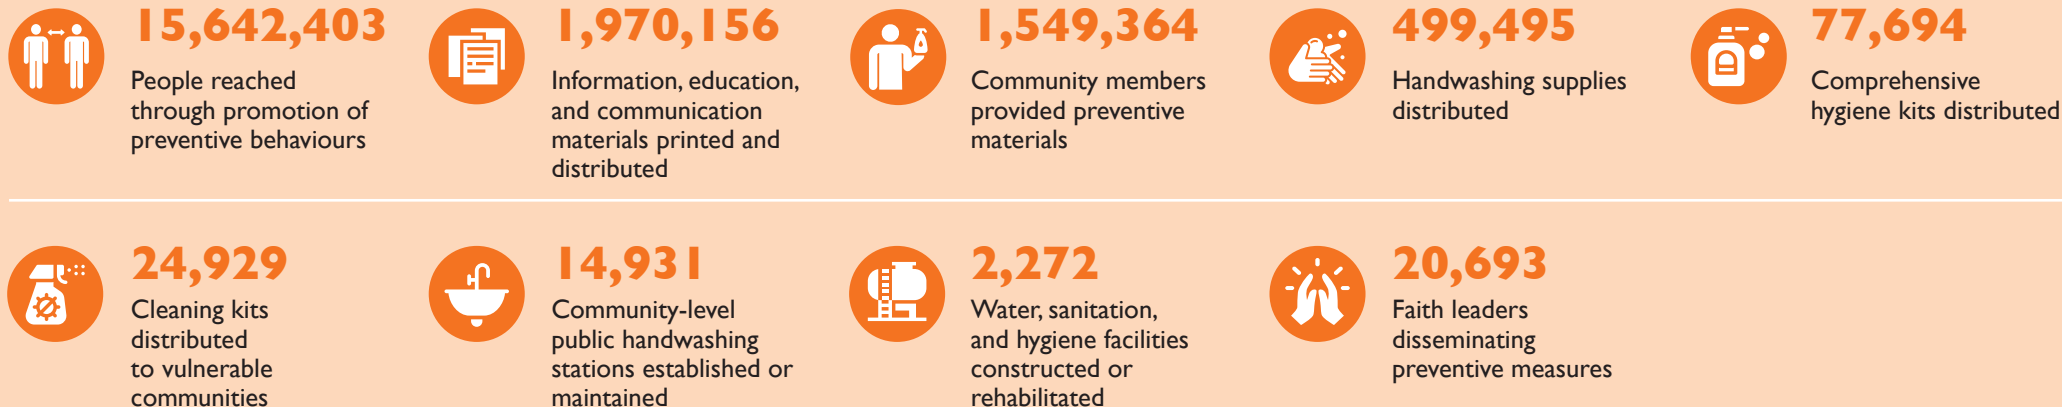 15,642,403
People reached
through promotion of
preventive behaviours
1,970,156
Information, education,
and communication
materials printed and
distributed
1,549,364
Community members
provided preventive
materials
499,495
Handwashing supplies
distributed
77,694
Comprehensive
hygiene kits distributed
24,929
Cleaning kits
distributed
to vulnerable
communities
14,931
Community-level
public handwashing
stations established or
maintained
2,272
Water, sanitation,
and hygiene facilities
constructed or
rehabilitated
20,693
Faith leaders
disseminating
preventive measures